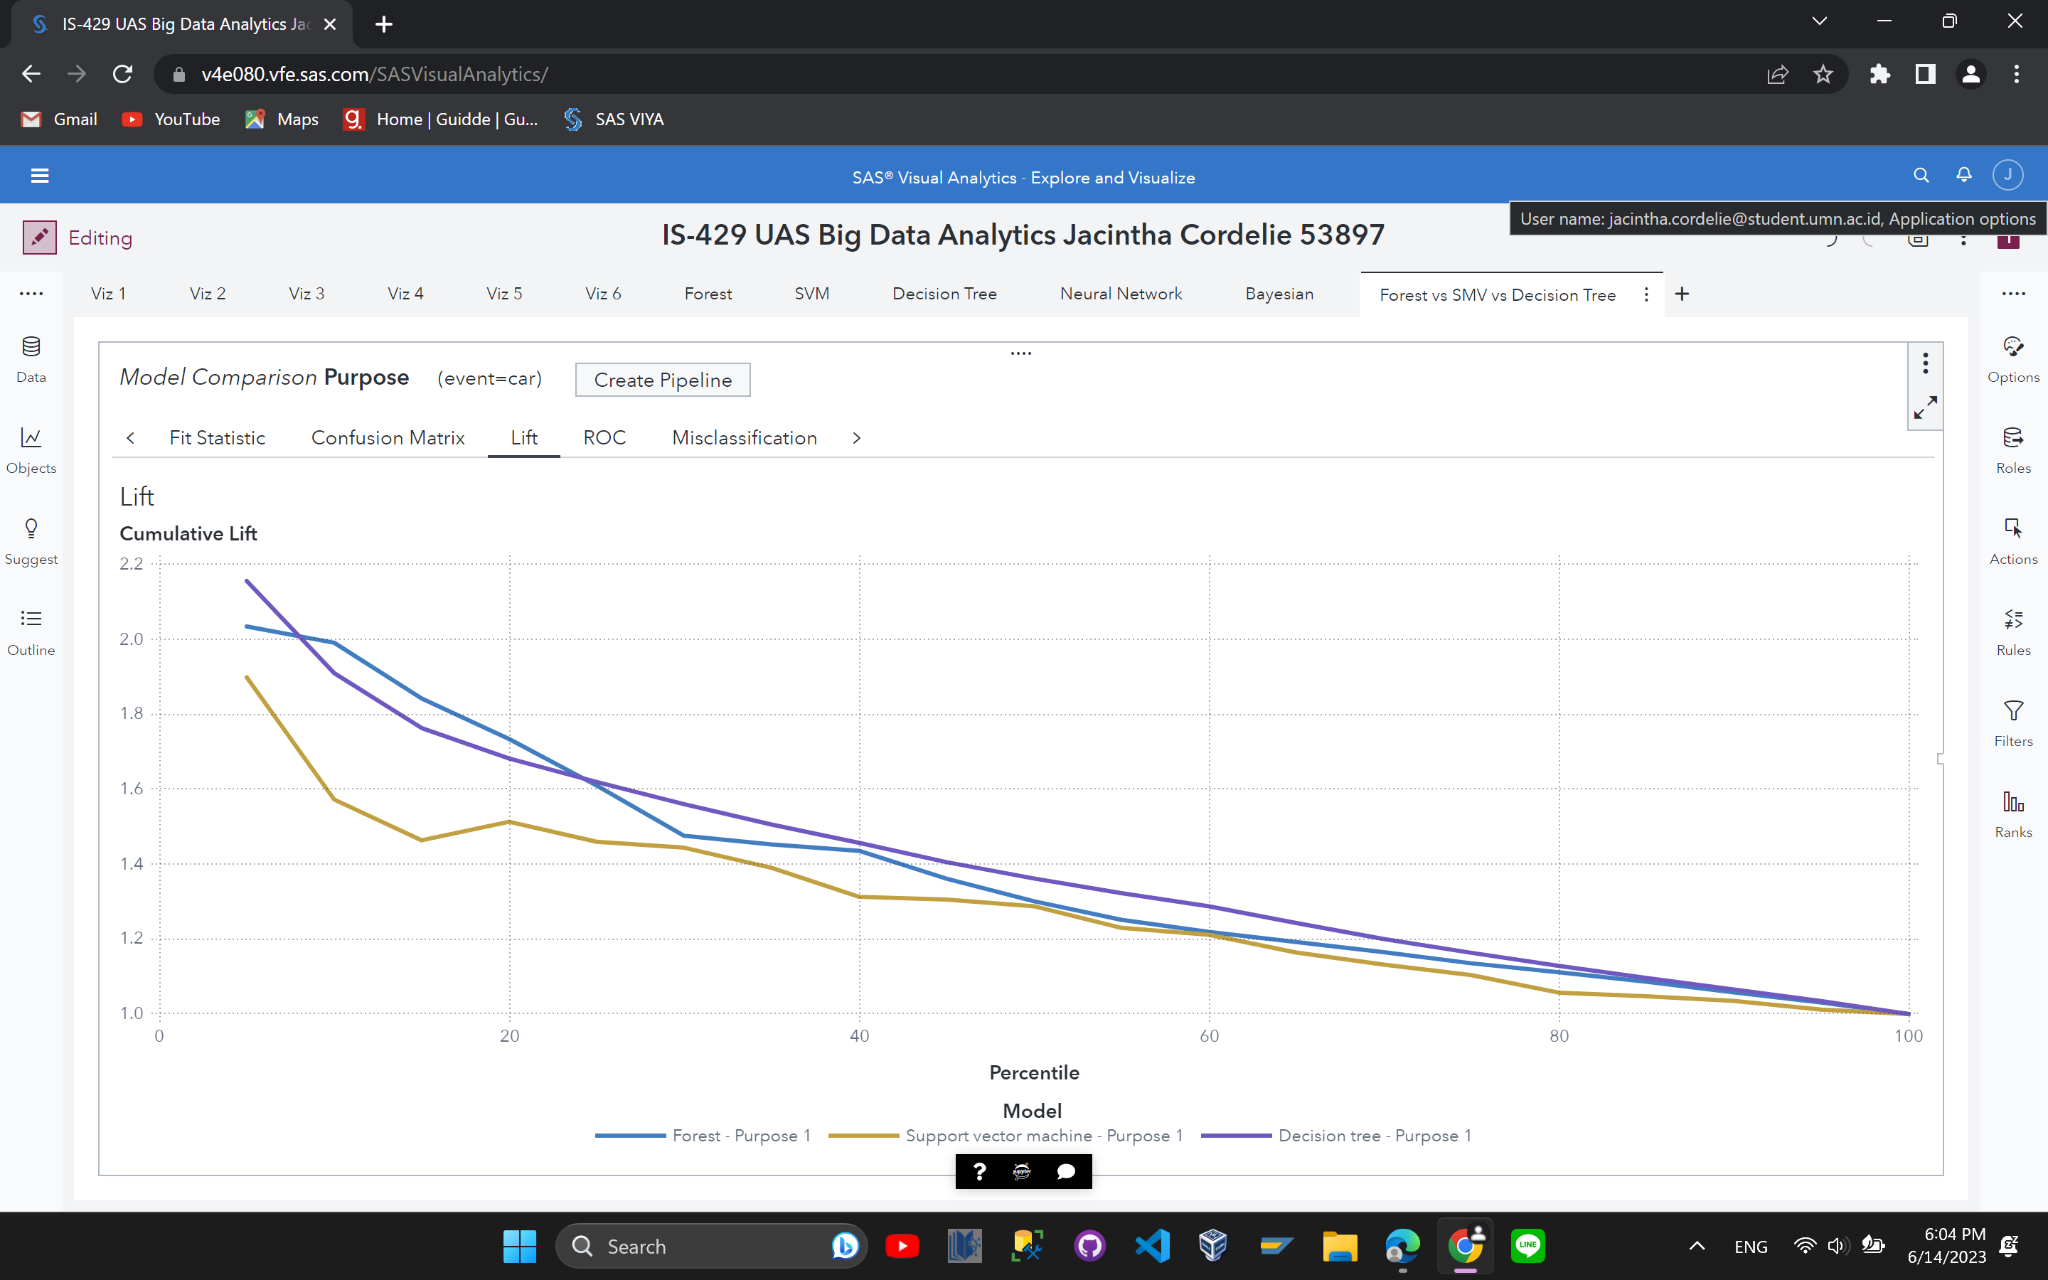 IS-429 UAS Big Data Analytics Jac
v4e080.vfe.sas.com/SASVisualAnalytics/
Gmail YouTube Maps Home | Guidde | Gu... SAS VIYA
SAS® Visual Analytics - Explore and Visualize
J
User name: jacintha.cordelie@student.umn.ac.id, Application options
Editing
IS-429 UAS Big Data Analytics Jacintha Cordelie 53897
Viz 1 Viz 2 Viz 3 Viz 4 Viz 5 Viz 6 Forest SVM Decision Tree Neural Network Bayesian Forest vs SMV vs Decision Tree
Data
Objects
Suggest
Outline
Model Comparison Purpose (event=car) Create Pipeline
Fit Statistic Confusion Matrix Lift ROC Misclassification
Lift
Cumulative Lift
2.2
2.0
1.8
1.6
1.4
1.2
1.0
0 20 40 60 80 100
Percentile
Model
Forest - Purpose 1 Support vector machine - Purpose 1 Decision tree - Purpose 1
Options
Roles
Actions
Rules
Filters
Ranks
?
Search
LINE
ENG
6:04 PM
6/14/2023